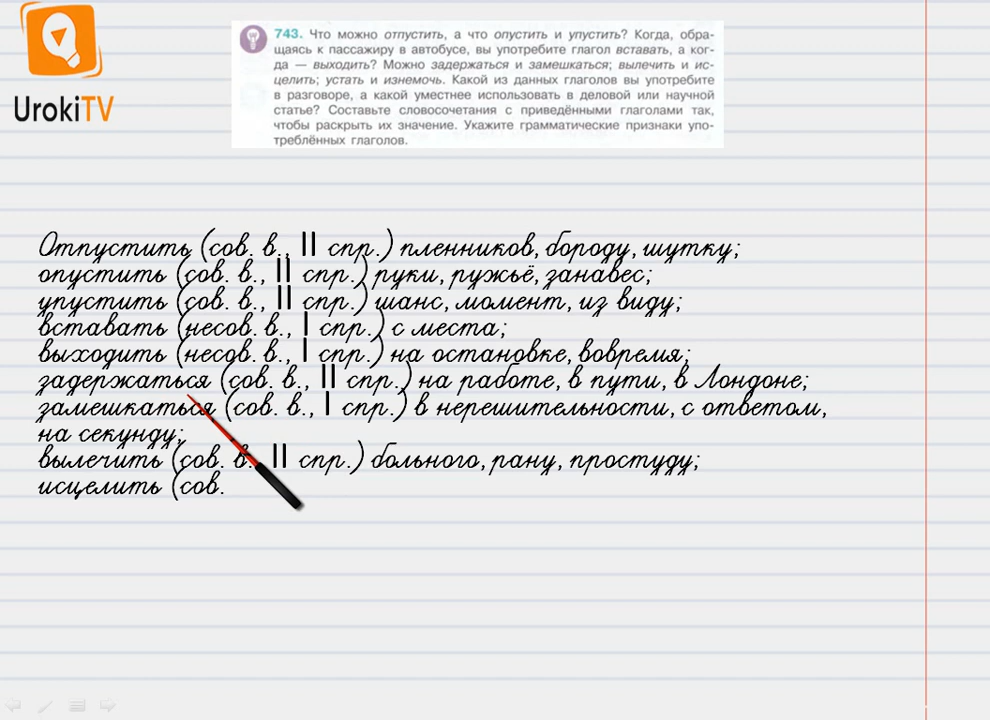 UrokiTV
743. Что можно отпустить, а что опустить и упустить? Когда, обра-
щаясь к пассажиру в автобусе, вы употребите глагол вставать, а ког-
да — выходить? Можно задержаться и замешкаться; вылечить и ис-
целить; устать и изнемочь. Какой из данных глаголов вы употребите
в разговоре, а какой уместнее использовать в деловой или научной
статье? Составьте словосочетания с приведёнными глаголами так,
чтобы раскрыть их значение. Укажите грамматические признаки упо-
треблённых глаголов.
Отпустить (сов. в., II спр.) пленников, бороду, шутку;
опустить (сов. в., II спр.) руки, ружьё, занавес;
упустить (сов. в., II спр.) шанс, момент, из виду;
вставать (несов. в., I спр.) с места;
выходить (несов. в., I спр.) на остановке, вовремя;
задержаться (сов. в., II спр.) на работе, в пути, в Лондоне;
замешкаться (сов. в., I спр.) в нерешительности, с ответом,
на секунду;
вылечить (сов. в. II спр.) больного, рану, простуду;
исцелить (сов.